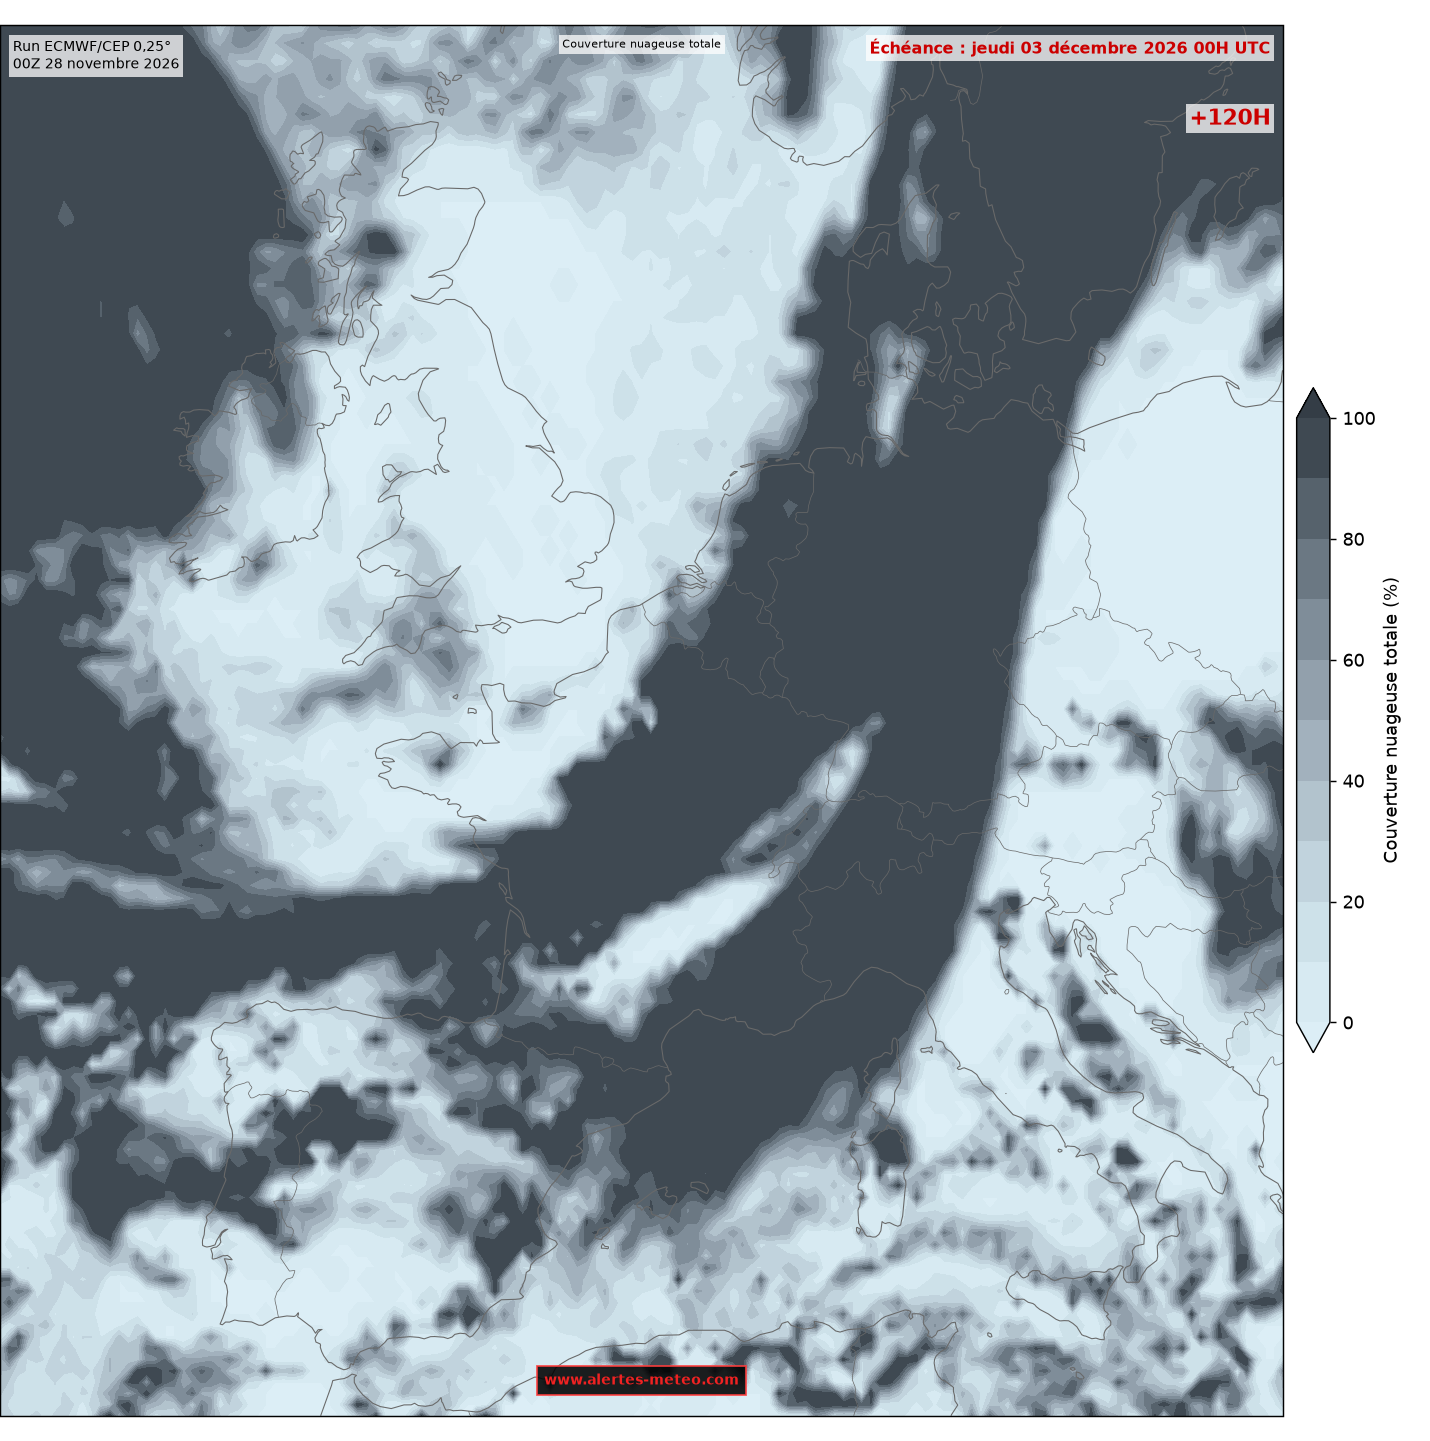 Run ECMWF/CEP 0,25°
00Z 28 novembre 2026
Couverture nuageuse totale
Échéance : jeudi 03 décembre 2026 00H UTC
+120H
100
80
60
40
20
0
Couverture nuageuse totale (%)
www.alertes-meteo.com